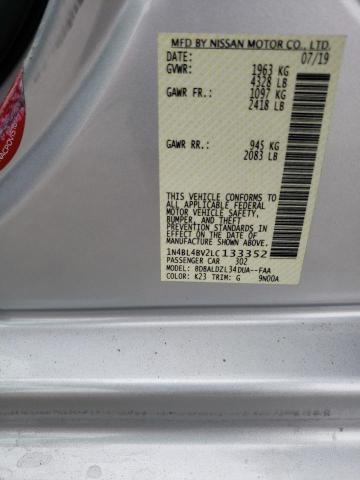 MFD BY NISSAN MOTOR CO., LTD.
DATE: 07/19
GVWR: 1963 KG
4328 LB
GAWR FR.: 1097 KG
2418 LB
GAWR RR.: 945 KG
2083 LB
THIS VEHICLE CONFORMS TO
ALL APPLICABLE FEDERAL
MOTOR VEHICLE SAFETY,
BUMPER, AND THEFT
PREVENTION STANDARDS IN
EFFECT ON THE DATE OF
MANUFACTURE SHOWN ABOVE.
1N4BL4BV2LC133352
PASSENGER CAR 302
MODEL: BDBALDZL34DUA--FAA
COLOR: K23 TRIM: G 9N00A